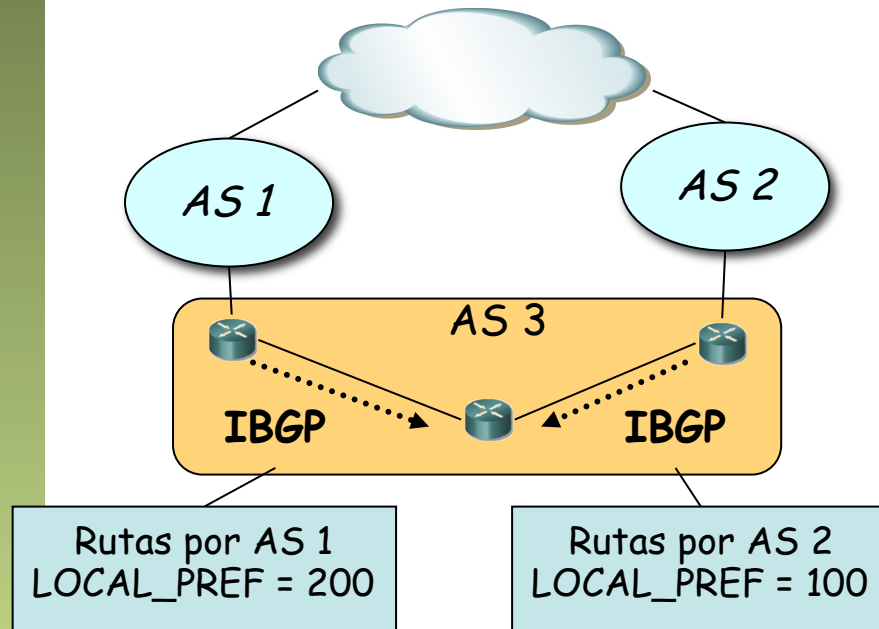 AS 1
AS 2
AS 3
IBGP
IBGP
Rutas por AS 1
LOCAL_PREF = 200
Rutas por AS 2
LOCAL_PREF = 100